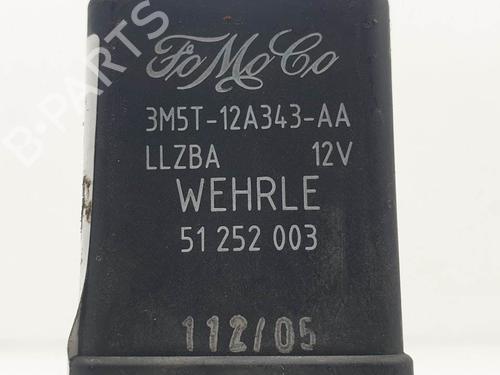 FoMoCo
3M5T-12A343-AA
LLZBA 12V
WEHRLE
51 252 003
112/05
B-PARTS